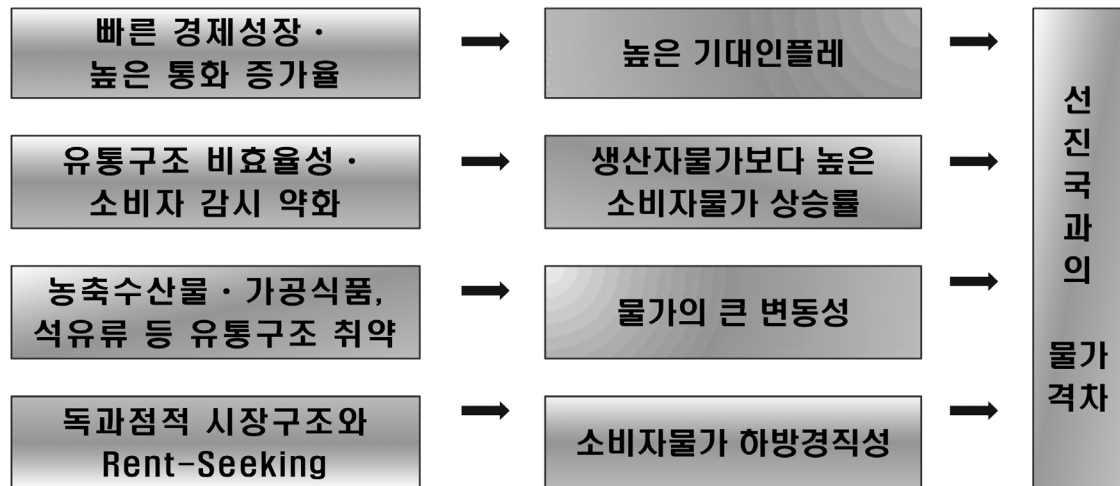 빠른 경제성장·
높은 통화 증가율
높은 기대인플레
유통구조 비효율성·
소비자 감시 약화
생산자물가보다 높은
소비자물가 상승률
농축수산물·가공식품,
석유류 등 유통구조 취약
물가의 큰 변동성
독과점적 시장구조와
Rent-Seeking
소비자물가 하방경직성
선
진
국
과
의
물가
격차